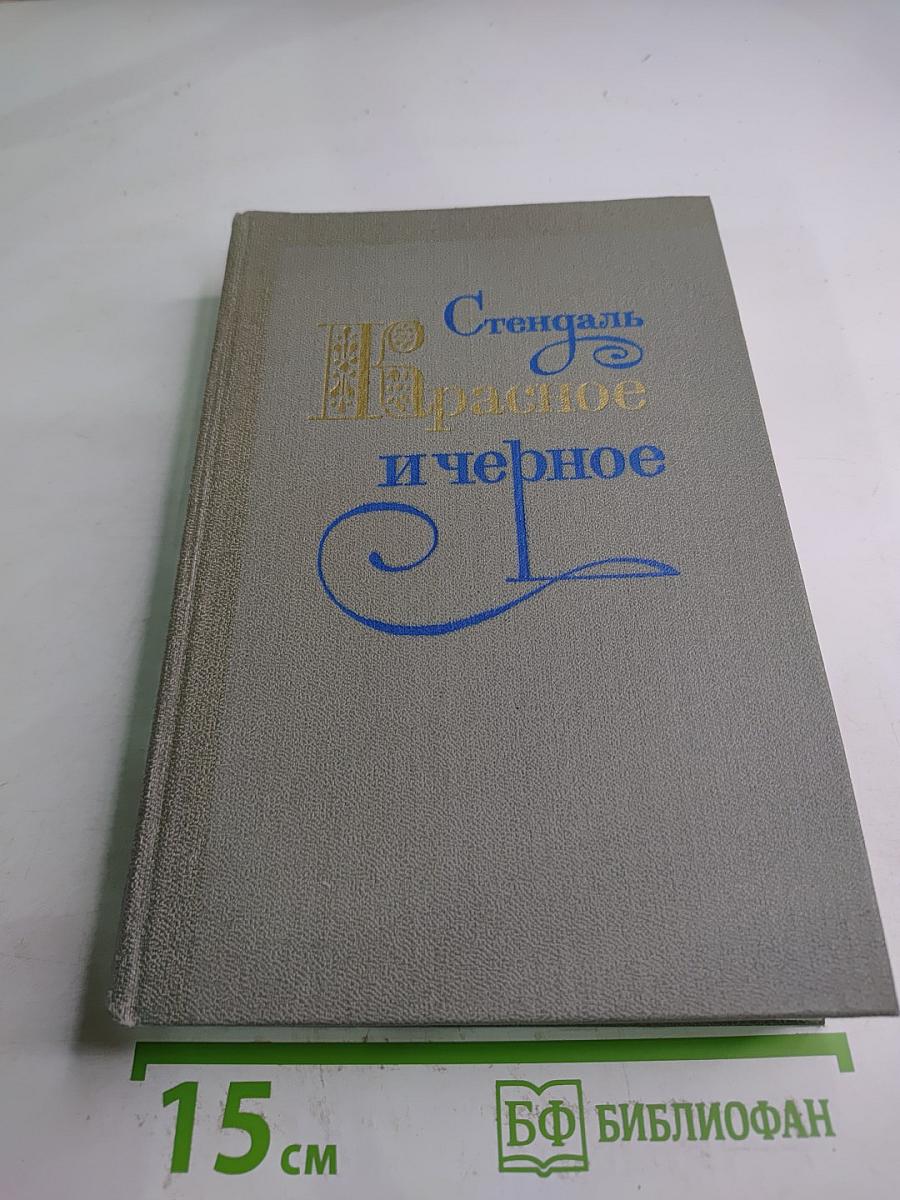 Стендаль
Красное
и черное
15 см
БФ БИБЛИОФАН